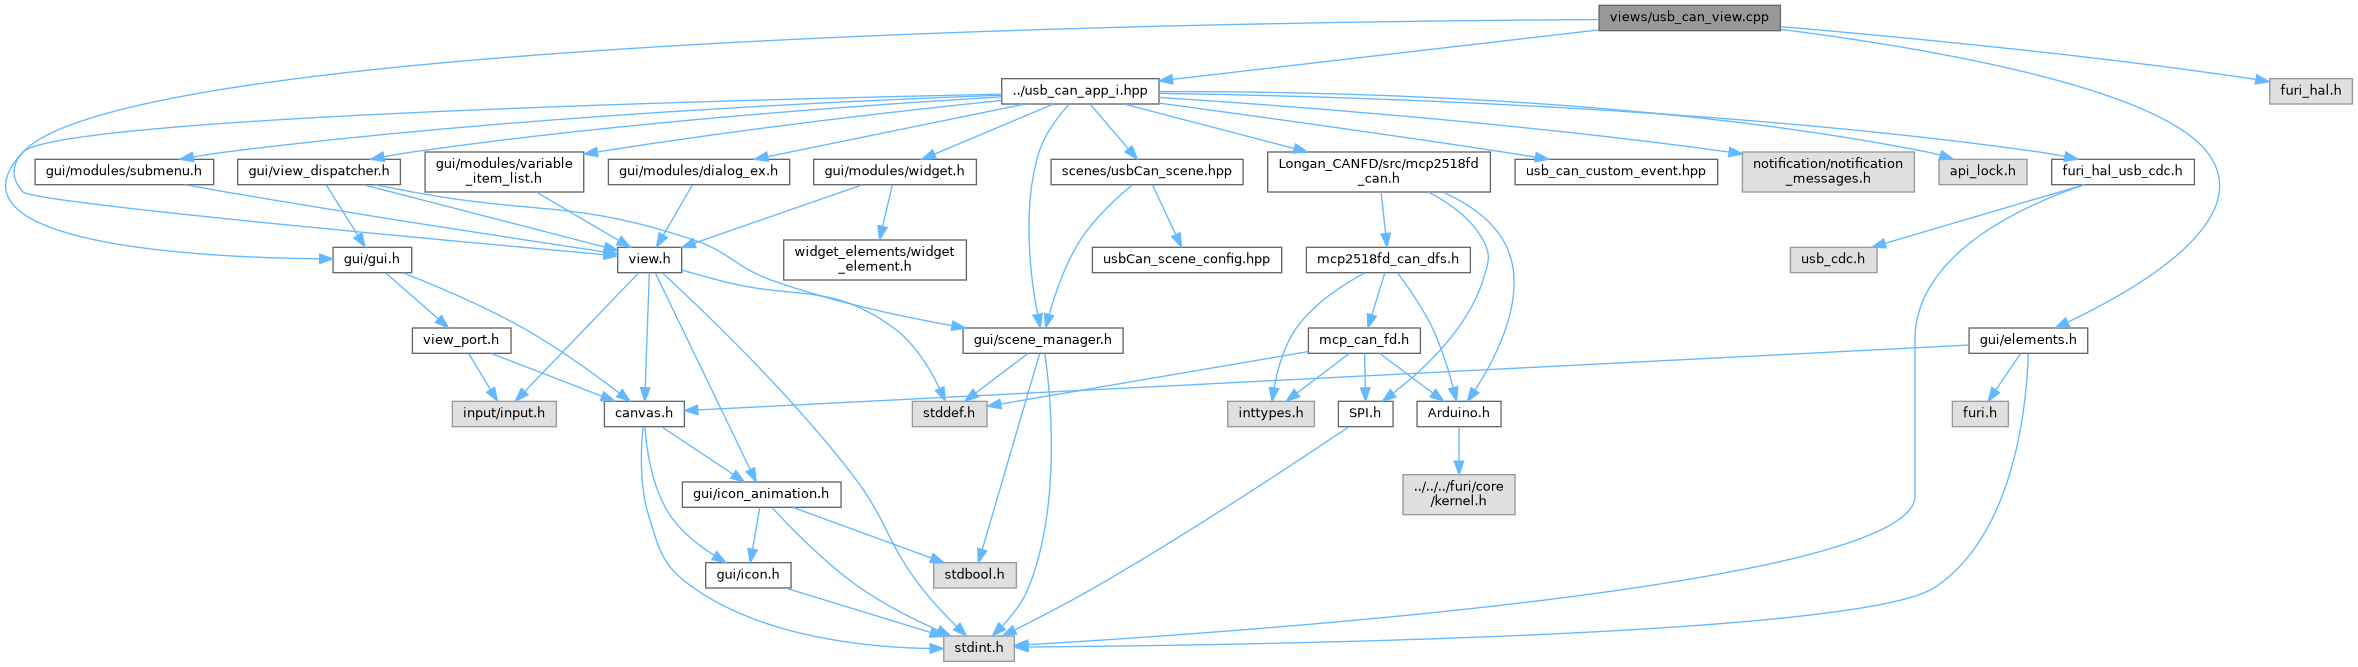 views/usb_can_view.cpp
../usb_can_app_i.hpp
furi_hal.h
gui/modules/submenu.h
gui/view_dispatcher.h
gui/modules/variable
_item_list.h
gui/modules/dialog_ex.h
gui/modules/widget.h
scenes/usbCan_scene.hpp
Longan_CANFD/src/mcp2518fd
_can.h
usb_can_custom_event.hpp
notification/notification
_messages.h
api_lock.h
furi_hal_usb_cdc.h
gui/gui.h
view.h
widget_elements/widget
_element.h
usbCan_scene_config.hpp
mcp2518fd_can_dfs.h
usb_cdc.h
view_port.h
gui/scene_manager.h
mcp_can_fd.h
gui/elements.h
input/input.h
canvas.h
stddef.h
inttypes.h
SPI.h
Arduino.h
furi.h
gui/icon_animation.h
../../../furi/core
/kernel.h
gui/icon.h
stdbool.h
stdint.h